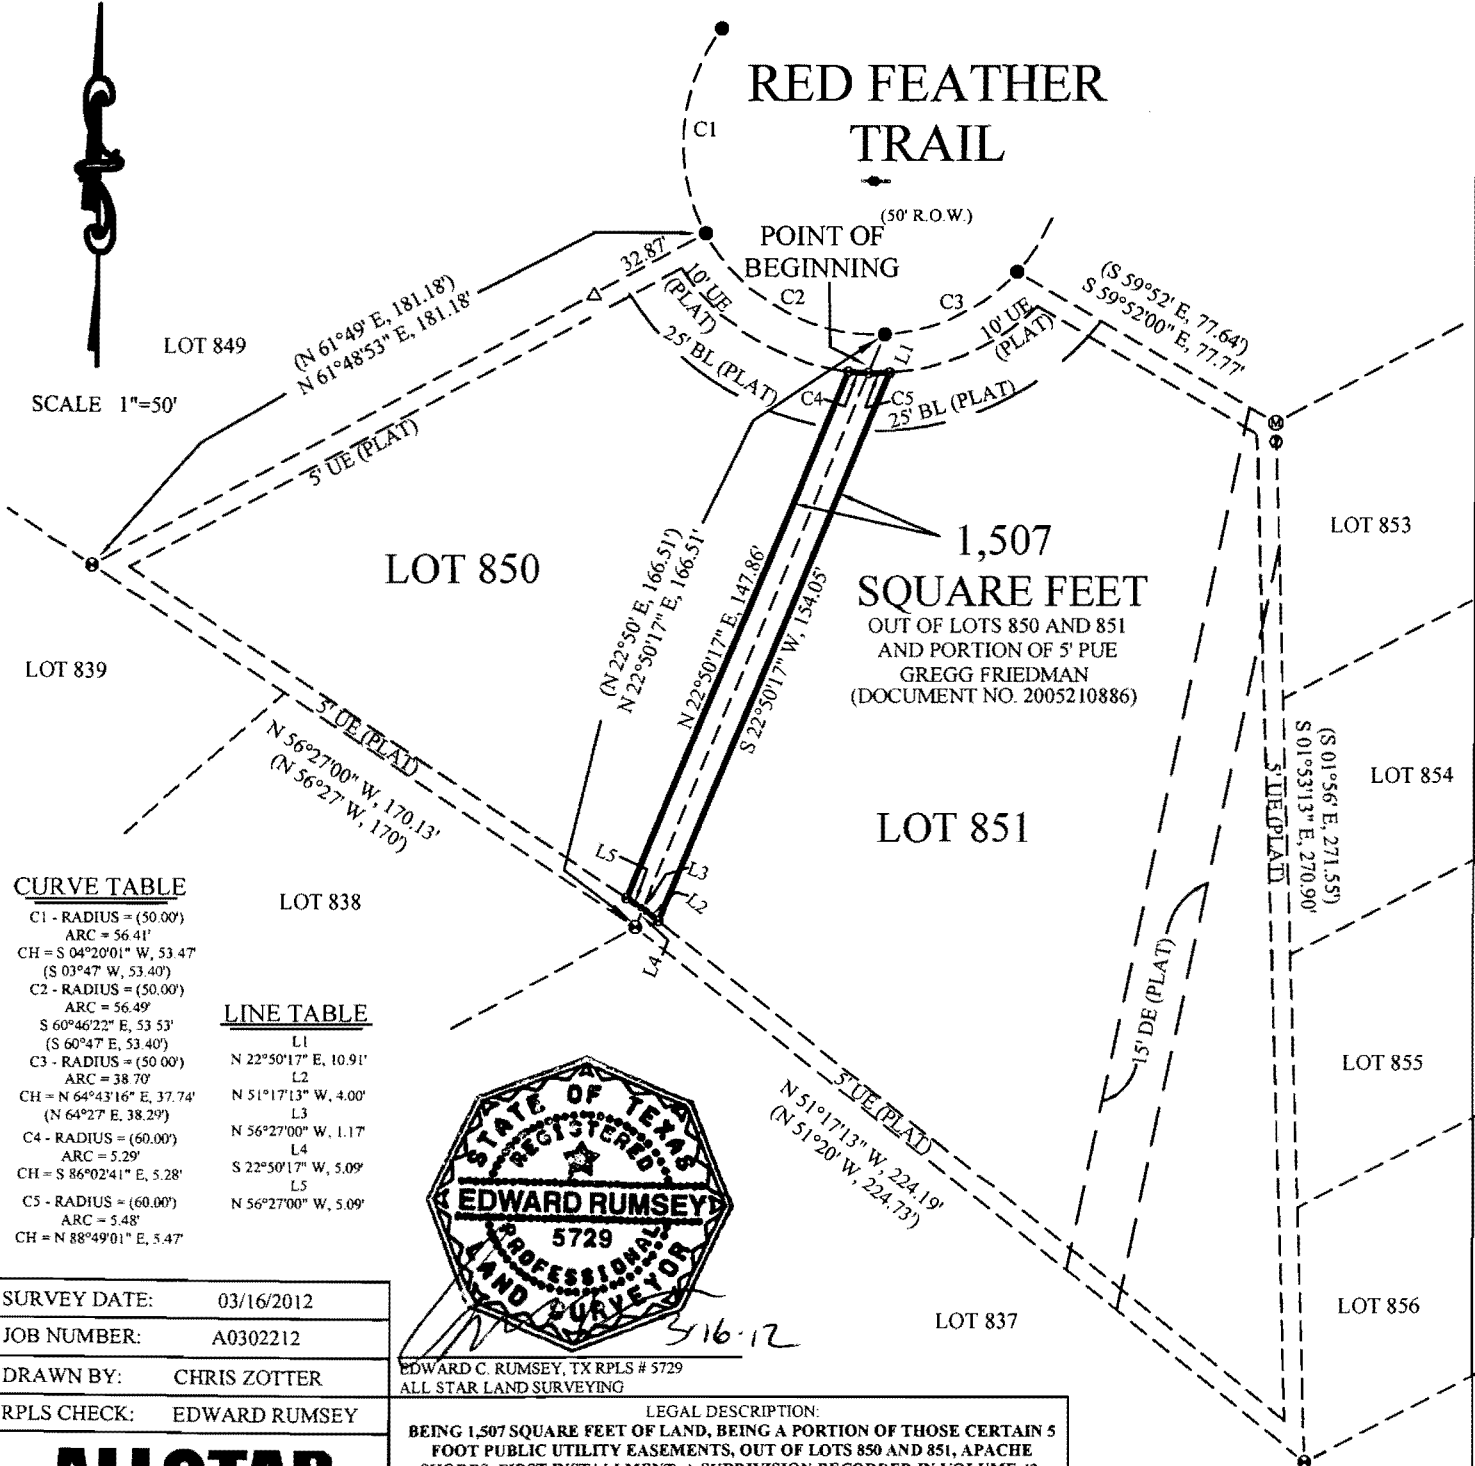 RED FEATHER
TRAIL
(50' R.O.W.)
C1
POINT OF
BEGINNING
32.87'
10' UE
(PLAT)
C2
C3
10' UE
(PLAT)
(S 59°52' E, 77.64')
S 59°52'00" E, 77.77'
LOT 849
(N 61°49' E, 181.18')
N 61°48'53" E, 181.18'
25' BL (PLAT)
L1
C4
C5
25' BL (PLAT)
SCALE 1"=50'
5' UE (PLAT)
LOT 853
LOT 850
1,507
SQUARE FEET
OUT OF LOTS 850 AND 851
AND PORTION OF 5' PUE
GREGG FRIEDMAN
(DOCUMENT NO. 2005210886)
(N 22°50' E, 166.51')
N 22°50'17" E, 166.51'
N 22°50'17" E, 147.86'
S 22°50'17" W, 154.05'
LOT 839
5' UE (PLAT)
N 56°27'00" W, 170.13'
(N 56°27' W, 170')
(S 01°56' E, 271.55')
S 01°53'13" E, 270.90'
5' UE (PLAT)
LOT 854
LOT 851
L5
L3
L2
L4
LOT 838
15' DE (PLAT)
LOT 855
5' UE (PLAT)
N 51°17'13" W, 224.19'
(N 51°20' W, 224.73')
LOT 837
LOT 856
CURVE TABLE
C1 - RADIUS = (50.00')
ARC = 56.41'
CH = S 04°20'01" W, 53.47'
(S 03°47' W, 53.40')
C2 - RADIUS = (50.00')
ARC = 56.49'
S 60°46'22" E, 53 53'
(S 60°47' E, 53.40')
C3 - RADIUS = (50 00')
ARC = 38 70'
CH = N 64°43'16" E, 37.74'
(N 64°27' E, 38.29')
C4 - RADIUS = (60.00')
ARC = 5.29'
CH = S 86°02'41" E, 5.28'
C5 - RADIUS = (60.00')
ARC = 5.48'
CH = N 88°49'01" E, 5.47'
LINE TABLE
L1
N 22°50'17" E, 10.91'
L2
N 51°17'13" W, 4.00'
L3
N 56°27'00" W, 1.17'
L4
S 22°50'17" W, 5.09'
L5
N 56°27'00" W, 5.09'
STATE OF TEXAS
REGISTERED
EDWARD RUMSEY
5729
PROFESSIONAL
LAND SURVEYOR
3-16-12
EDWARD C. RUMSEY, TX RPLS # 5729
ALL STAR LAND SURVEYING
SURVEY DATE: 03/16/2012
JOB NUMBER: A0302212
DRAWN BY: CHRIS ZOTTER
RPLS CHECK: EDWARD RUMSEY
ALLSTAR
LEGAL DESCRIPTION:
BEING 1,507 SQUARE FEET OF LAND, BEING A PORTION OF THOSE CERTAIN 5
FOOT PUBLIC UTILITY EASEMENTS, OUT OF LOTS 850 AND 851, APACHE
SHORES, FIRST INSTALLMENT, A SUBDIVISION RECORDED IN VOLUME